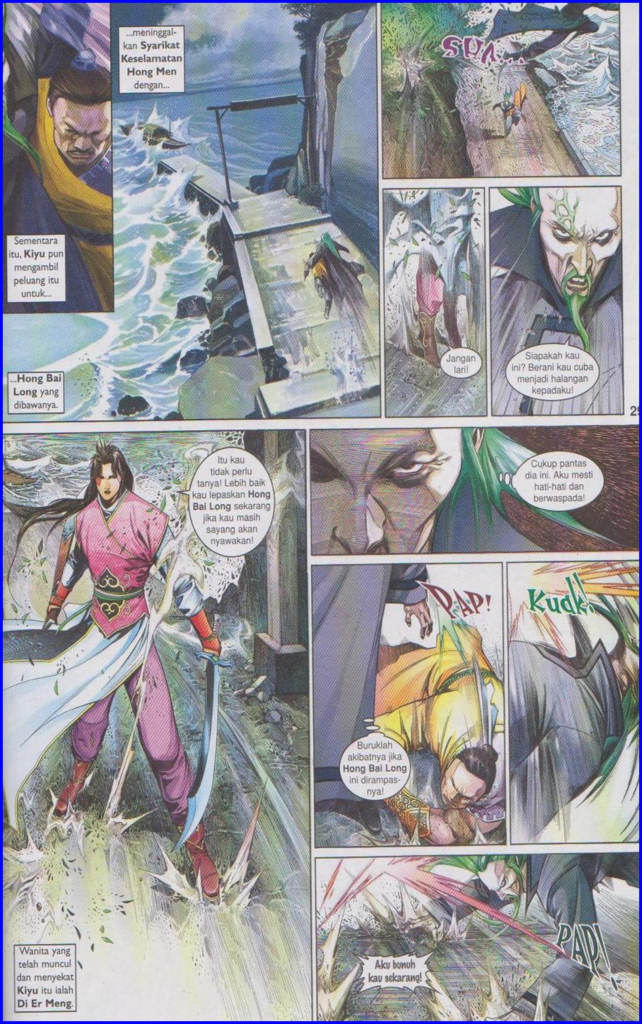 Sementara
itu, Kiyu pun
mengambil
peluang itu
untuk...
...meninggal-
kan Syarikat
Keselamatan
Hong Men
dengan...
...Hong Bai
Long yang
dibawanya.
Jangan
lari!
Siapakah kau
ini? Berani kau cuba
menjadi halangan
kepadaku!
Itu kau
tidak perlu
tanya! Lebih baik
kau lepaskan Hong
Bai Long sekarang
jika kau masih
sayang akan
nyawakan!
Wanita yang
telah muncul
dan menyekat
Kiyu itu ialah
Di Er Meng.
Cukup pantas
dia ini. Aku mesti
hati-hati dan
berwaspada!
PAP!
Buruklah
akibatnya jika
Hong Bai Long
ini dirampas-
nya!
Kudk!
Aku bunuh
kau sekarang!
PAP!